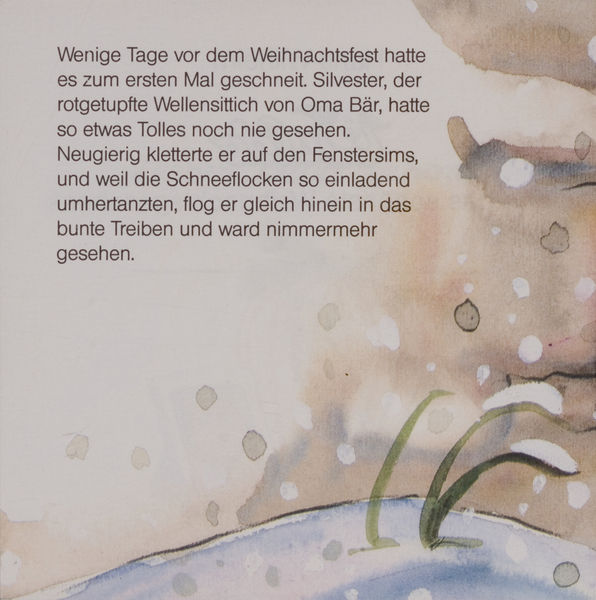 Wenige Tage vor dem Weihnachtsfest hatte
es zum ersten Mal geschneit. Silvester, der
rotgetupfte Wellensittich von Oma Bär, hatte
so etwas Tolles noch nie gesehen.
Neugierig kletterte er auf den Fenstersims,
und weil die Schneeflocken so einladend
umhertanzten, flog er gleich hinein in das
bunte Treiben und ward nimmermehr
gesehen.